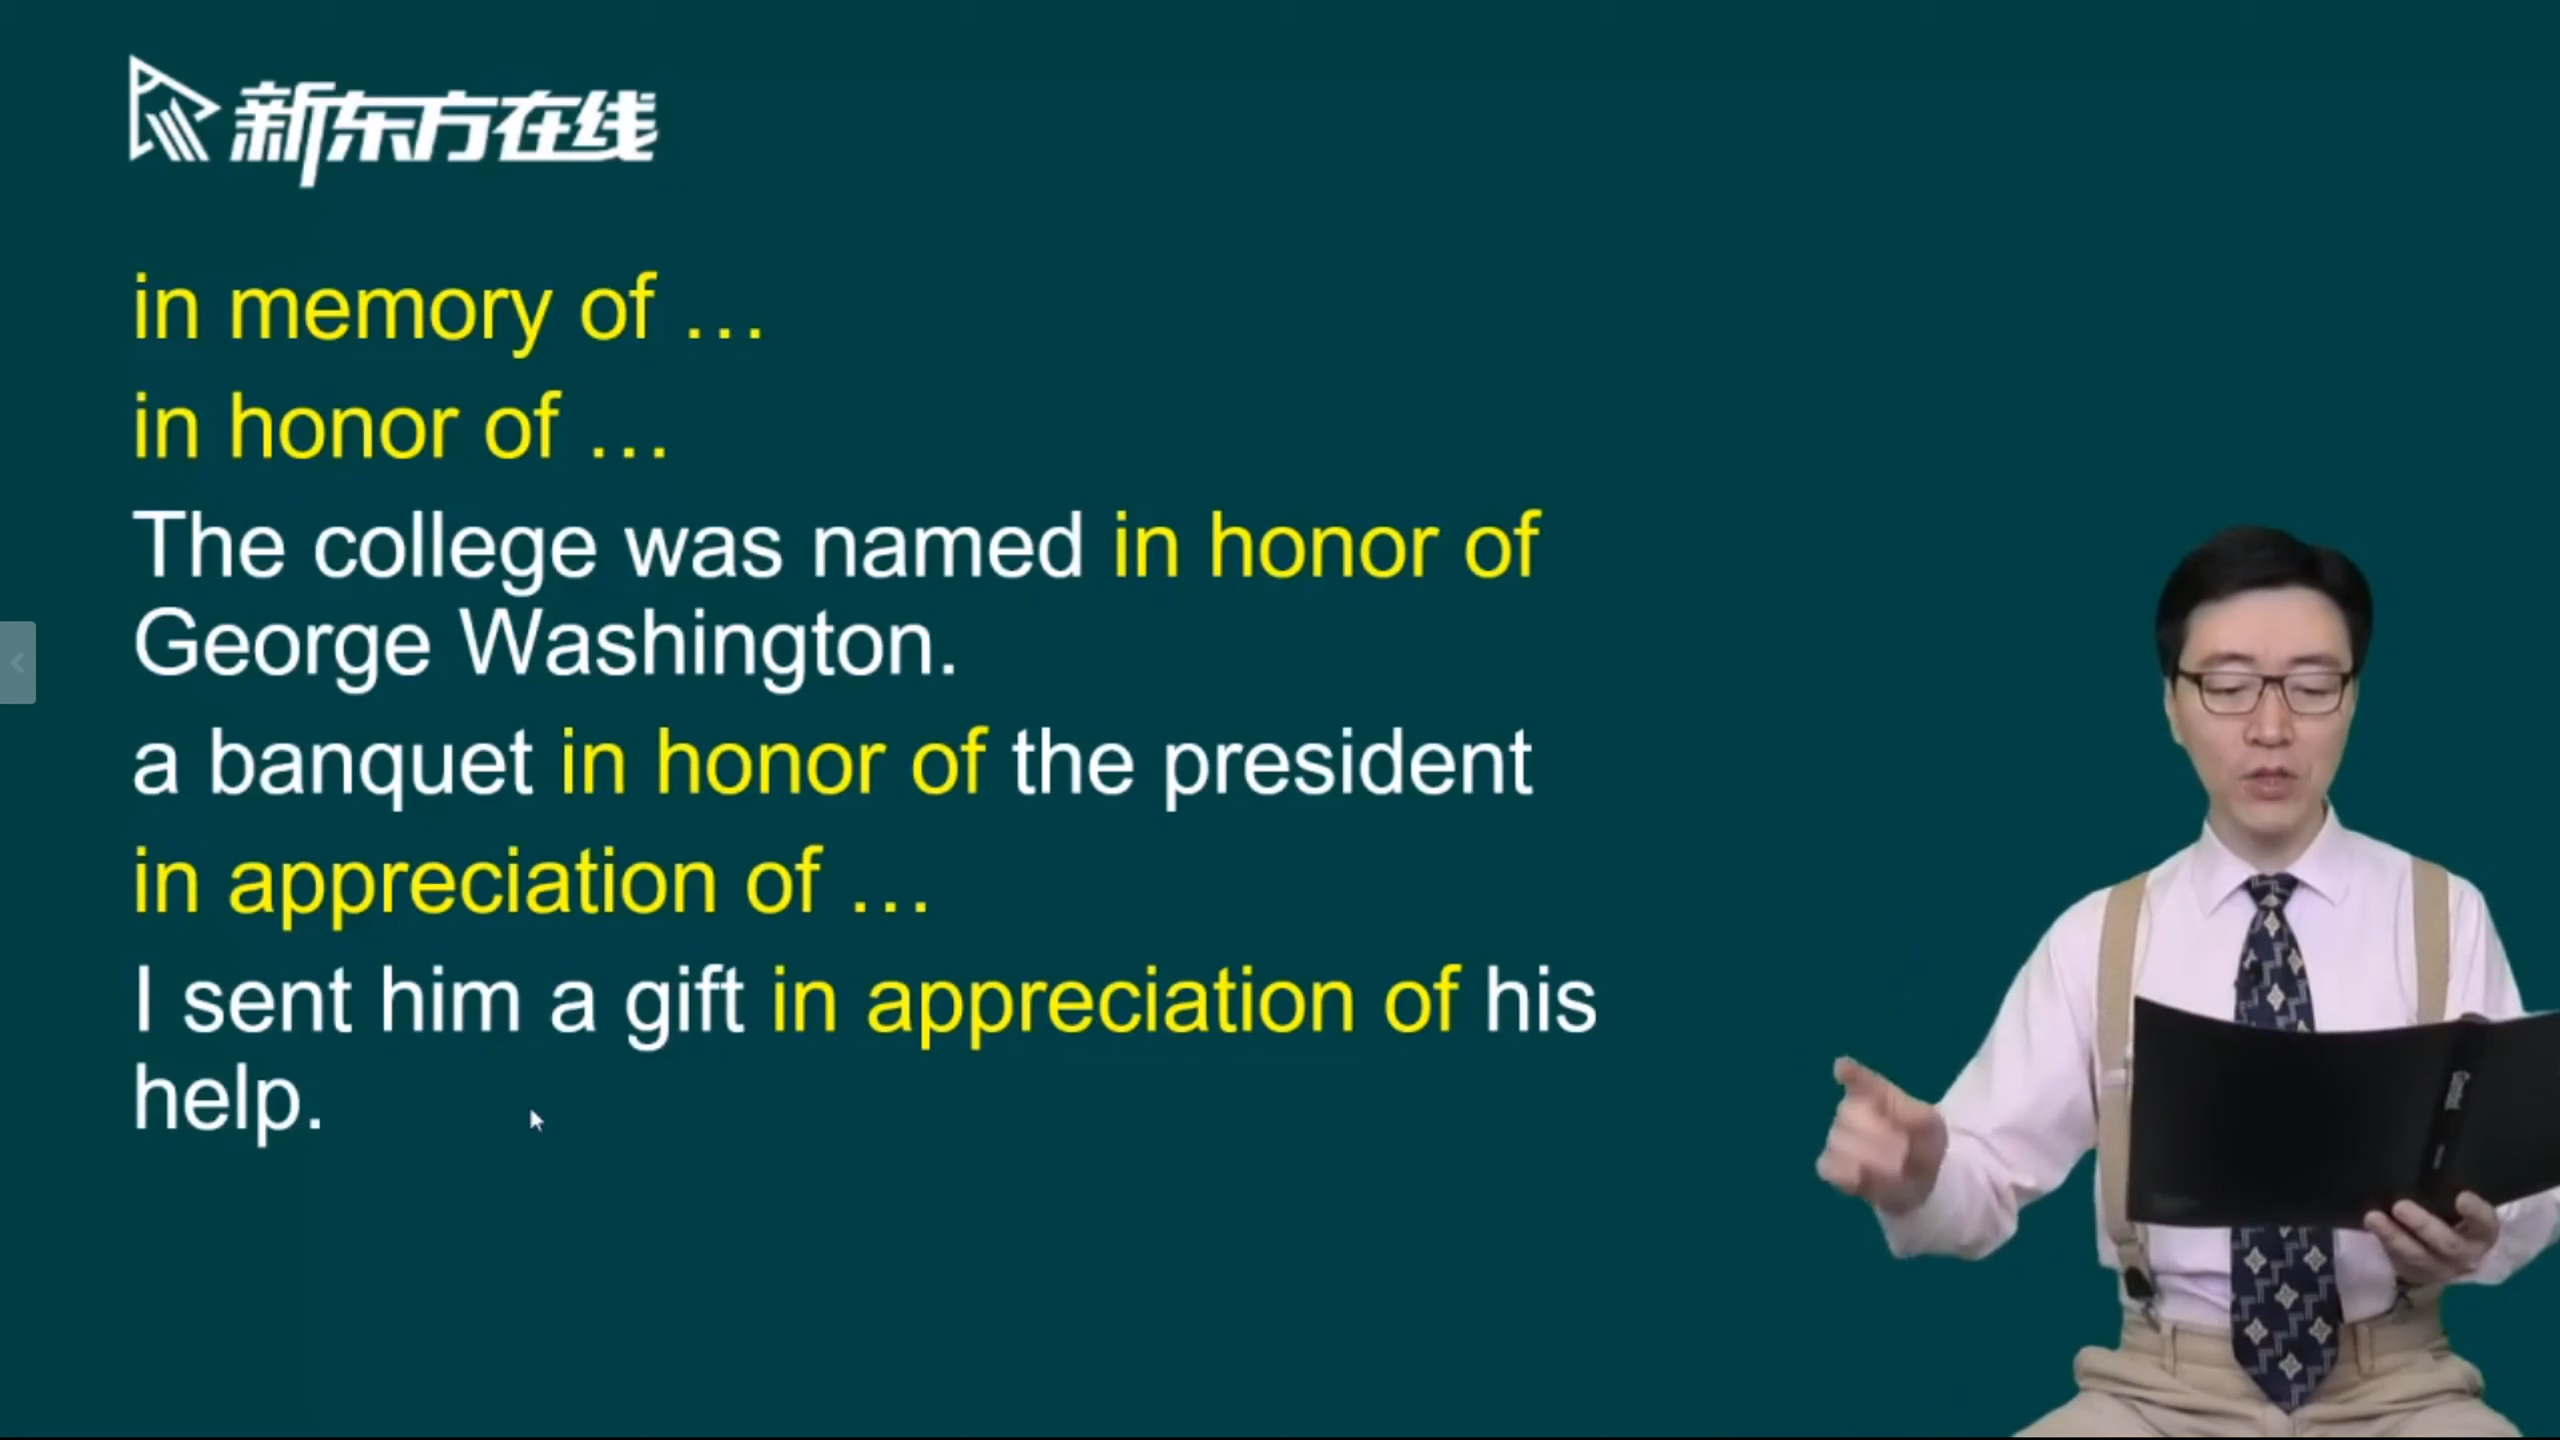 新东方在线
in memory of …
in honor of …
The college was named in honor of
George Washington.
a banquet in honor of the president
in appreciation of …
I sent him a gift in appreciation of his
help.